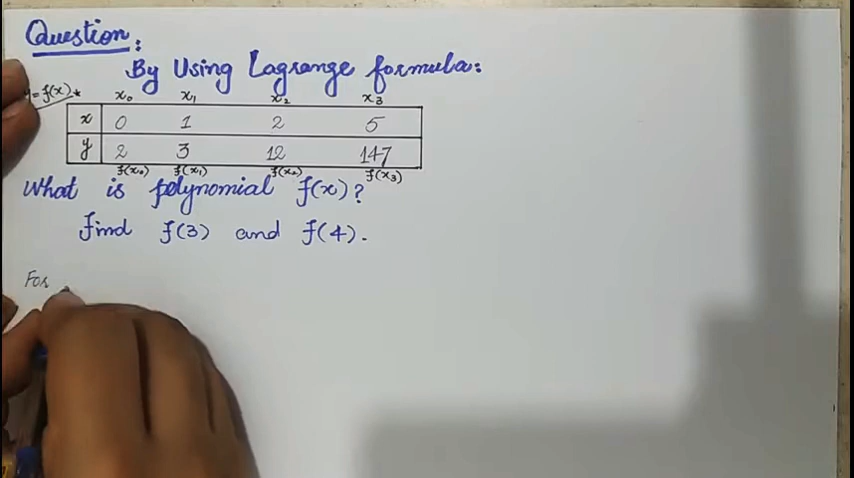 Question:
By Using Lagrange formula:
y=f(x)*
x₀ x₁ x₂ x₃
x 0 1 2 5
y 2 3 12 147
f(x₀) f(x₁) f(x₂) f(x₃)
What is polynomial f(x)?
find f(3) and f(4).
For